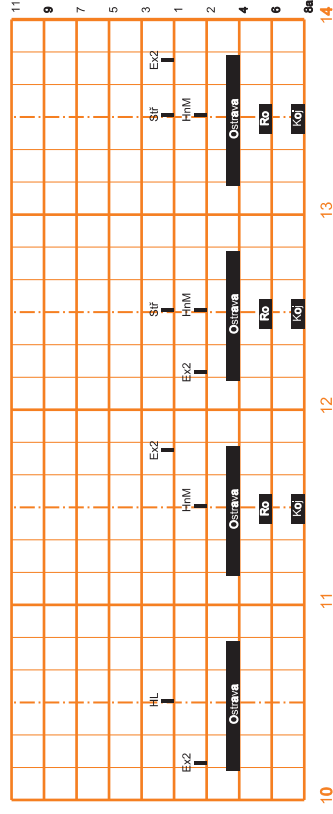 11
9
7
5
3
HL Ex2 Stř Stř Ex2
1
Ex2 HnM Ex2 HnM HnM
2
Ostrava Ostrava Ostrava Ostrava
4
Ro Ro Ro
6
Koj Koj Koj
8a
10 11 12 13 13 14